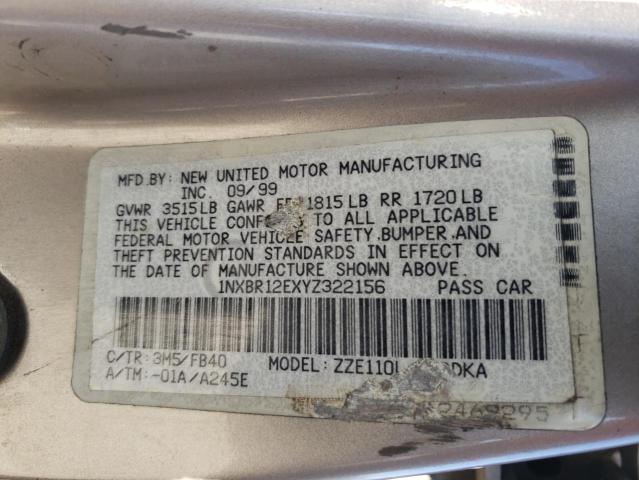 MFD.BY: NEW UNITED MOTOR MANUFACTURING
INC. 09/99
GVWR 3515LB GAWR 1815LB RR 1720LB
THIS VEHICLE TO ALL APPLICABLE
FEDERAL MOTOR VEHICLE SAFETY,BUMPER,AND
THEFT PREVENTION STANDARDS IN EFFECT ON
THE DATE OF MANUFACTURE SHOWN ABOVE.
1NXBR12EXYZ322156 PASS CAR
C/TR: 3M5/FB40 MODEL: DKA
A/TM: -01A/A245E